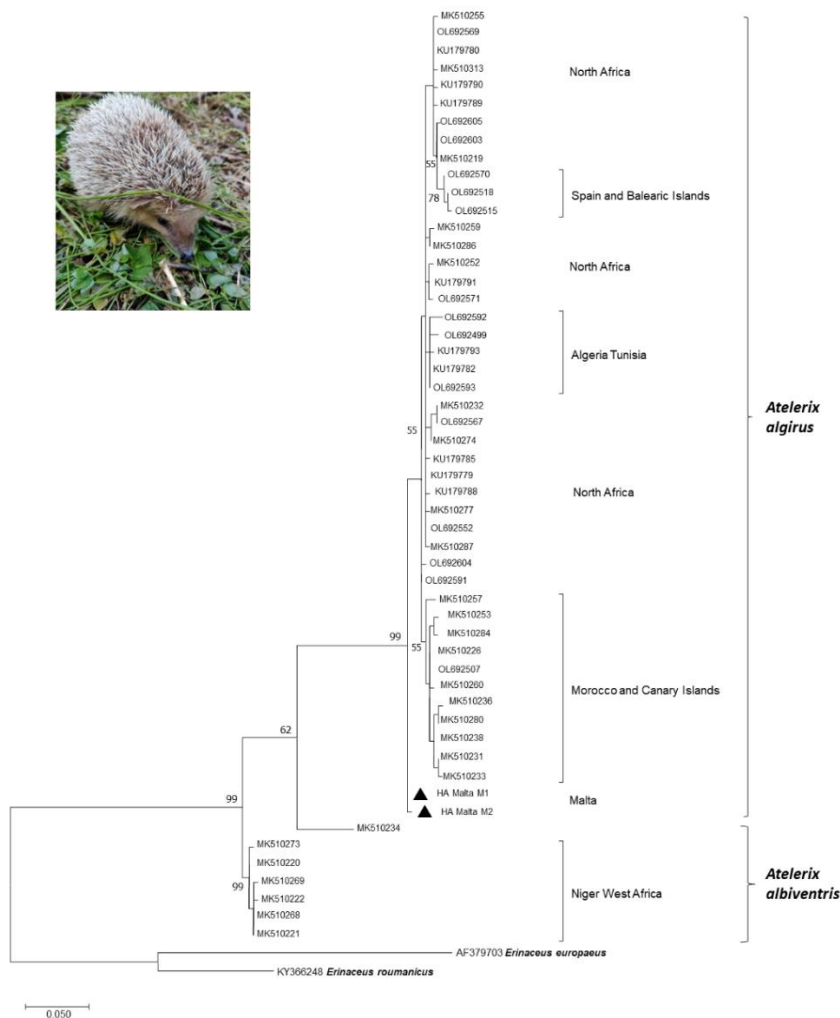 MK510255
OL692569
KU179780
MK510313
North Africa
KU179790
KU179789
OL692605
OL692603
MK510219
55
OL692570
78
OL692518
Spain and Balearic Islands
OL692515
MK510259
MK510286
MK510252
North Africa
KU179791
OL692571
OL692592
OL692499
KU179793
Algeria Tunisia
KU179782
OL692593
MK510232
Atelerix
algirus
OL692567
55
MK510274
KU179785
KU179779
KU179788
North Africa
MK510277
OL692552
MK510287
OL692604
OL692591
MK510257
MK510253
MK510284
99
55
MK510226
OL692507
MK510260
Morocco and Canary Islands
MK510236
MK510280
62
MK510238
MK510231
MK510233
HA Malta M1
Malta
99
HA Malta M2
MK510234
MK510273
MK510220
99
MK510269
Atelerix
albiventris
MK510222
Niger West Africa
MK510268
MK510221
AF379703 Erinaceus europaeus
KY366248 Erinaceus roumanicus
0.050